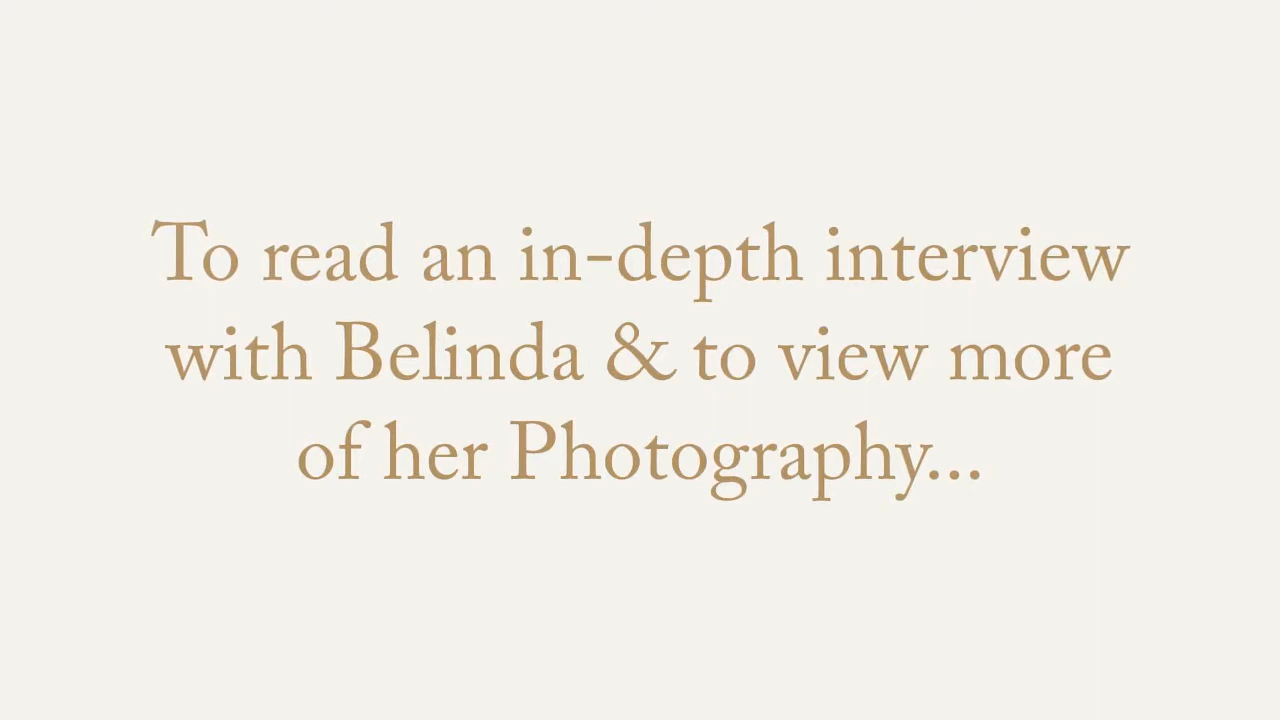 To read an in-depth interview
with Belinda & to view more
of her Photography...